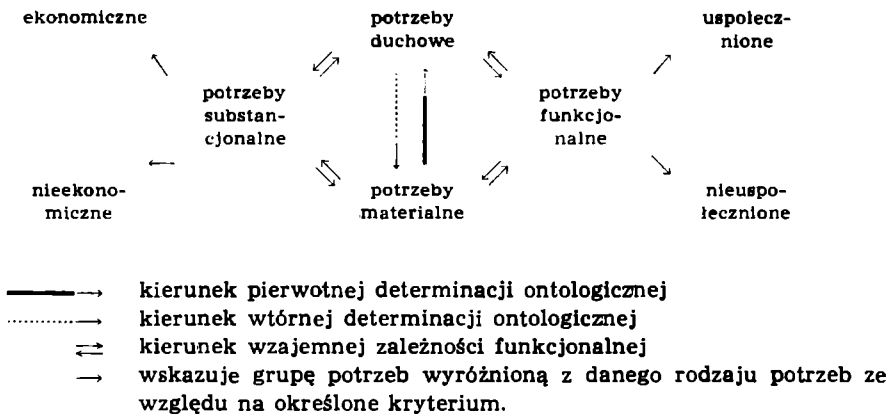 ekonomiczne
potrzeby
duchowe
uspołecz-
nione
potrzeby
substan-
cjonalne
potrzeby
funkcjo-
nalne
nieekono-
miczne
potrzeby
materialne
nieuspo-
łecznione
kierunek pierwotnej determinacji ontologicznej
kierunek wtórnej determinacji ontologicznej
kierunek wzajemnej zależności funkcjonalnej
wskazuje grupę potrzeb wyróżnioną z danego rodzaju potrzeb ze
względu na określone kryterium.